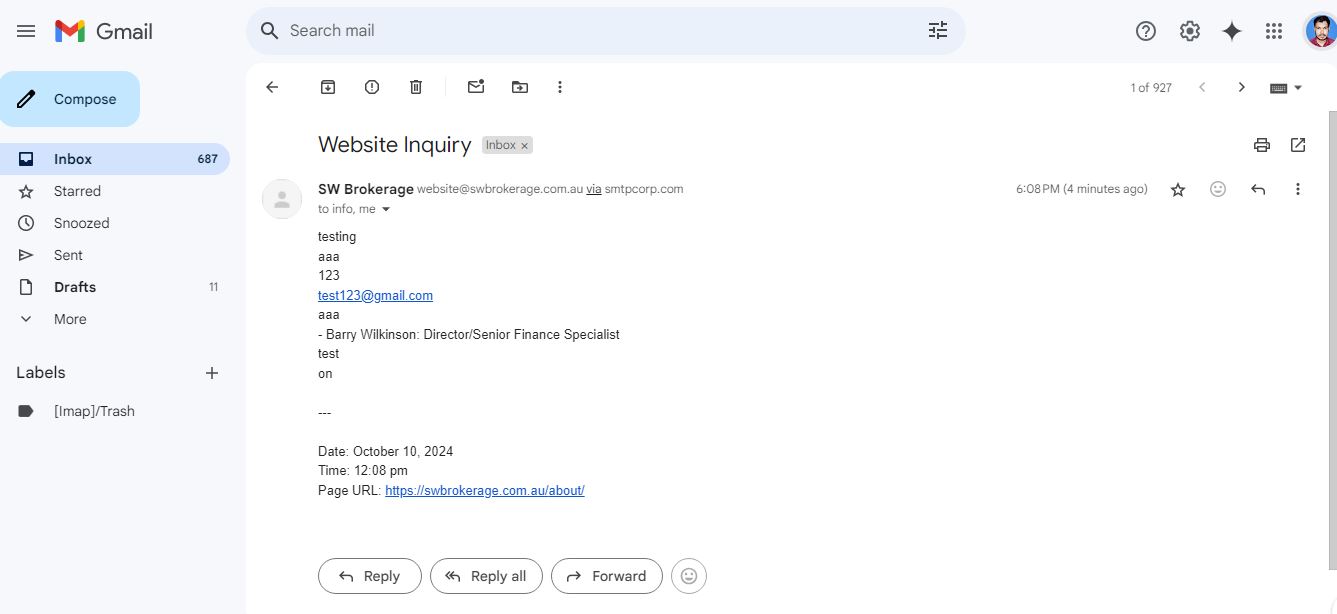 Gmail
Search mail
Compose
1 of 927
Website Inquiry Inbox ×
Inbox 687
SW Brokerage website@swbrokerage.com.au via smtpcorp.com 6:08 PM (4 minutes ago)
to info, me
Starred
Snoozed
Sent
Drafts 11
More
Labels +
[Imap]/Trash
testing
aaa
123
test123@gmail.com
aaa
- Barry Wilkinson: Director/Senior Finance Specialist
test
on
---
Date: October 10, 2024
Time: 12:08 pm
Page URL: https://swbrokerage.com.au/about/
Reply Reply all Forward